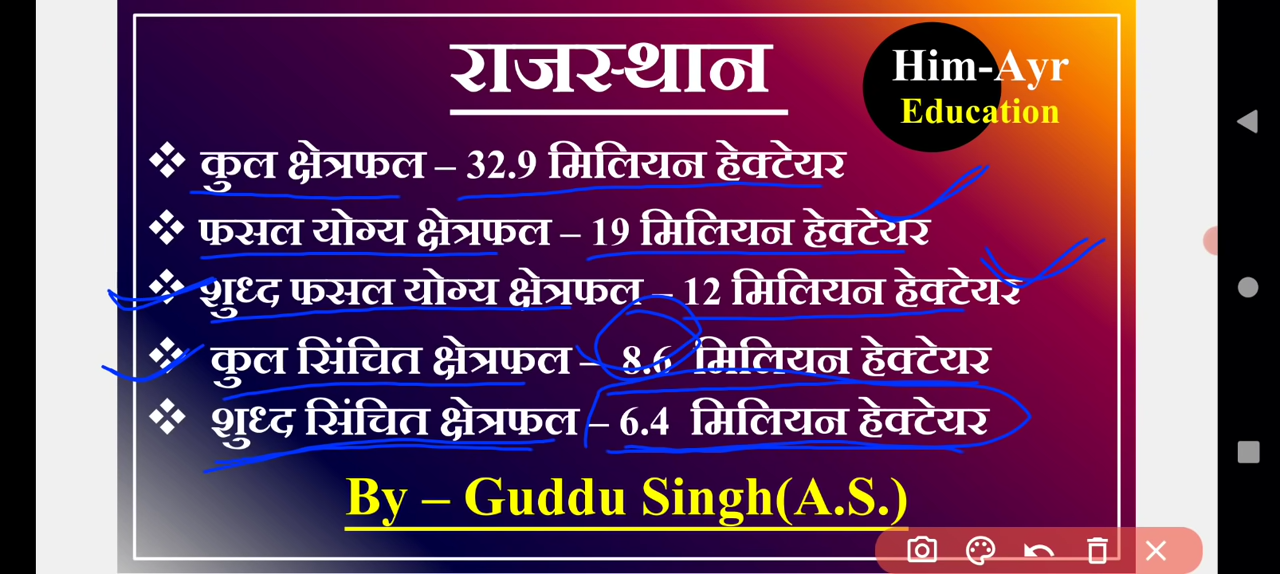 राजस्थान
Him-Ayr
Education
❖ कुल क्षेत्रफल – 32.9 मिलियन हेक्टेयर
❖ फसल योग्य क्षेत्रफल – 19 मिलियन हेक्टेयर
❖ शुध्द फसल योग्य क्षेत्रफल – 12 मिलियन हेक्टेयर
❖ कुल सिंचित क्षेत्रफल – 8.6 मिलियन हेक्टेयर
❖ शुध्द सिंचित क्षेत्रफल – 6.4 मिलियन हेक्टेयर
By – Guddu Singh(A.S.)